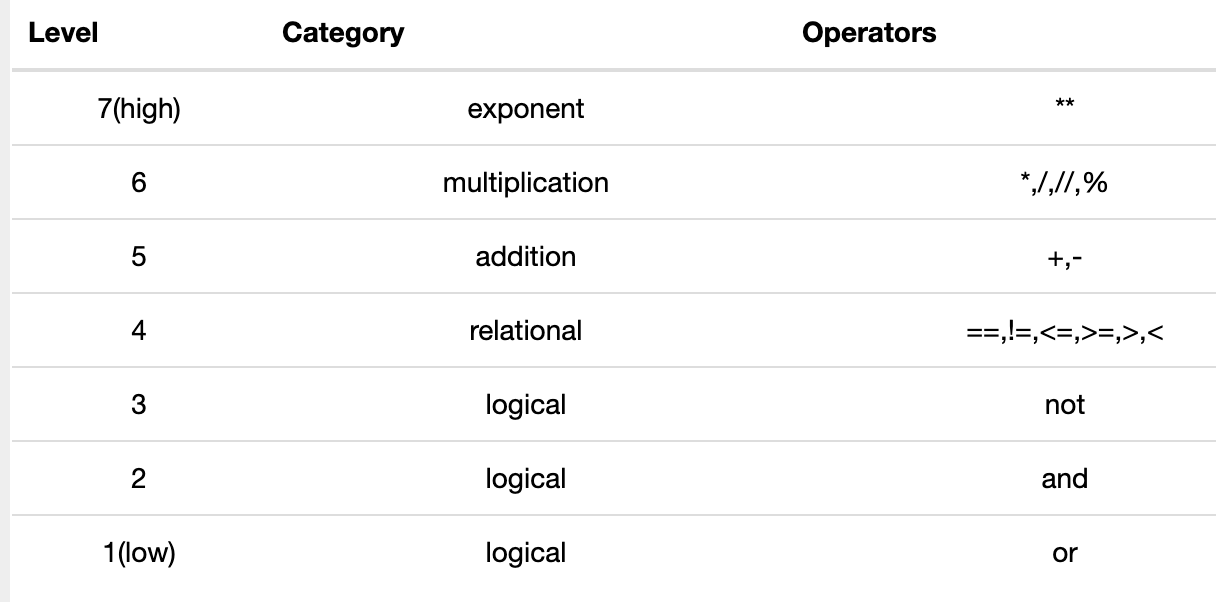 Level Category Operators
7(high) exponent **
6 multiplication *,/,//,%
5 addition +,-
4 relational ==,!=,<=,>=,>,<
3 logical not
2 logical and
1(low) logical or